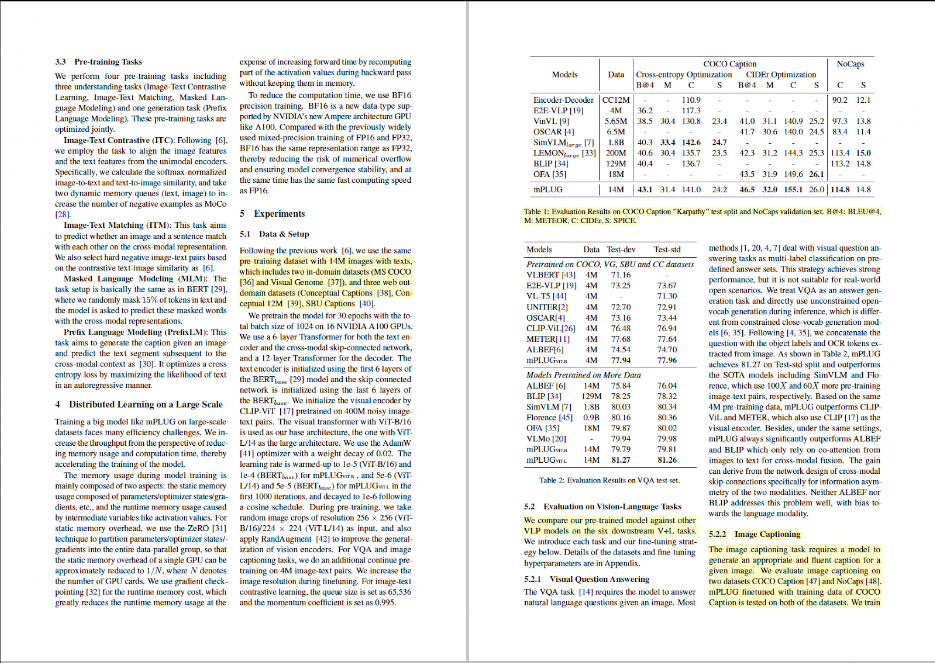 3.3 Pre-training Tasks
We perform four pre-training tasks including
three understanding tasks (Image-Text Contrastive
Learning, Image-Text Matching, Masked Lan-
guage Modeling) and one generation task (Prefix
Language Modeling). These pre-training tasks are
optimized jointly.
Image-Text Contrastive (ITC): Following [6],
we employ the task to align the image features
and the text features from the unimodal encoders.
Specifically, we calculate the softmax-normalized
image-to-text and text-to-image similarity, and take
two dynamic memory queues (text, image) to in-
crease the number of negative examples as MoCo
[28].
Image-Text Matching (ITM): This task aims
to predict whether an image and a sentence match
with each other on the cross-modal representation.
We also select hard negative image-text pairs based
on the contrastive text-image similarity as [6].
Masked Language Modeling (MLM): The
task setup is basically the same as in BERT [29],
where we randomly mask 15% of tokens in text and
the model is asked to predict these masked words
with the cross-modal representations.
Prefix Language Modeling (PrefixLM): This
task aims to generate the caption given an image
and predict the text segment subsequent to the
cross-modal context as [30]. It optimizes a cross
entropy loss by maximizing the likelihood of text
in an autoregressive manner.
4 Distributed Learning on a Large Scale
Training a big model like mPLUG on large-scale
datasets faces many efficiency challenges. We in-
crease the throughput from the perspective of reduc-
ing memory usage and computation time, thereby
accelerating the training of the model.
The memory usage during model training is
mainly composed of two aspects: the static memory
usage composed of parameters/optimizer states/gra-
dients, etc., and the runtime memory usage caused
by intermediate variables like activation values. For
static memory overhead, we use the ZeRO [31]
technique to partition parameters/optimizer states/-
gradients into the entire data-parallel group, so that
the static memory overhead of a single GPU can be
approximately reduced to 1/N, where N denotes
the number of GPU cards. We use gradient check-
pointing [32] for the runtime memory cost, which
greatly reduces the runtime memory usage at the
expense of increasing forward time by recomputing
part of the activation values during backward pass
without keeping them in memory.
To reduce the computation time, we use BF16
precision training. BF16 is a new data type sup-
ported by NVIDIA's new Ampere architecture GPU
like A100. Compared with the previously widely
used mixed-precision training of FP16 and FP32,
BF16 has the same representation range as FP32,
thereby reducing the risk of numerical overflow
and ensuring model convergence stability, and at
the same time has the same fast computing speed
as FP16.
5 Experiments
5.1 Data & Setup
Following the previous work [6], we use the same
pre-training dataset with 14M images with texts,
which includes two in-domain datasets (MS COCO
[36] and Visual Genome [37]), and three web out-
domain datasets (Conceptual Captions [38], Con-
ceptual 12M [39], SBU Captions [40].
We pretrain the model for 30 epochs with the to-
tal batch size of 1024 on 16 NVIDIA A100 GPUs.
We use a 6-layer Transformer for both the text en-
coder and the cross-modal skip-connected network,
and a 12-layer Transformer for the decoder. The
text encoder is initialized using the first 6 layers of
the BERTbase [29] model and the skip-connected
network is initialized using the last 6 layers of
the BERTbase. We initialize the visual encoder by
CLIP-ViT [17] pretrained on 400M noisy image-
text pairs. The visual transformer with ViT-B/16
is used as our base architecture, and the one with ViT-
L/14 as the large architecture. We use the AdamW
[41] optimizer with a weight decay of 0.02. The
learning rate is warmed-up to 1e-5 (ViT-B/16) and
1e-4 (BERTbase) for mPLUGViT-B, and 5e-6 (ViT-
L/14) and 5e-5 (BERTbase) for mPLUGViT-L in the
first 1000 iterations, and decayed to 1e-6 following
a cosine schedule. During pre-training, we take
random image crops of resolution 256 × 256 (ViT-
B/16)/224 × 224 (ViT-L/14) as input, and also
apply RandAugment [42] to improve the general-
ization of vision encoders. For VQA and image
captioning tasks, we do an additional continue pre-
training on 4M image-text pairs. We increase the
image resolution during finetuning. For image-text
contrastive learning, the queue size is set as 65,536
and the momentum coefficient is set as 0.995.
COCO Caption NoCaps
Models Data Cross-entropy Optimization CIDEr Optimization
B@4 M C S B@4 M C S C S
Encoder-Decoder CC12M - - 110.9 - - - - - 90.2 12.1
E2E-VLP [19] 4M 36.2 - 117.3 - - - - - - -
VinVL [9] 5.65M 38.5 30.4 130.8 23.4 41.0 31.1 140.9 25.2 97.3 13.8
OSCAR [4] 6.5M - - - - 41.7 30.6 140.0 24.5 83.4 11.4
SimVLMlarge [7] 1.8B 40.3 33.4 142.6 24.7 - - - - - -
LEMONlarge [33] 200M 40.6 30.4 135.7 23.5 42.3 31.2 144.3 25.3 113.4 15.0
BLIP [34] 129M 40.4 - 136.7 - - - - - 113.2 14.8
OFA [35] 18M - - - - 43.5 31.9 149.6 26.1 - -
mPLUG 14M 43.1 31.4 141.0 24.2 46.5 32.0 155.1 26.0 114.8 14.8
Table 1: Evaluation Results on COCO Caption "Karpathy" test split and NoCaps validation set. B@4: BLEU@4,
M: METEOR, C: CIDEr, S: SPICE.
Models Data Test-dev Test-std
Pretrained on COCO, VG, SBU and CC datasets
VLBERT [43] 4M 71.16 -
E2E-VLP [19] 4M 73.25 73.67
VL-T5 [44] 4M - 71.30
UNITER[2] 4M 72.70 72.91
OSCAR[4] 4M 73.16 73.44
CLIP-ViL[26] 4M 76.48 76.94
METER[11] 4M 77.68 77.64
ALBEF[6] 4M 74.54 74.70
mPLUGViT-B 4M 77.94 77.96
Models Pretrained on More Data
ALBEF [6] 14M 75.84 76.04
BLIP [34] 129M 78.25 78.32
SimVLM [7] 1.8B 80.03 80.34
Florence [45] 0.9B 80.16 80.36
OFA [35] 18M 79.87 80.02
VLMo [20] - 79.94 79.98
mPLUGViT-B 14M 79.79 79.81
mPLUGViT-L 14M 81.27 81.26
Table 2: Evaluation Results on VQA test set.
5.2 Evaluation on Vision-Language Tasks
We compare our pre-trained model against other
VLP models on the six downstream V+L tasks.
We introduce each task and our fine-tuning strat-
egy below. Details of the datasets and fine-tuning
hyperparameters are in Appendix.
5.2.1 Visual Question Answering
The VQA task [14] requires the model to answer
natural language questions given an image. Most
methods [1, 20, 4, 7] deal with visual question an-
swering tasks as multi-label classification on pre-
defined answer sets. This strategy achieves strong
performance, but it is not suitable for real-world
open scenarios. We treat VQA as an answer gen-
eration task and directly use unconstrained open-
vocab generation during inference, which is differ-
ent from constrained close-vocab generation mod-
els [6, 35]. Following [4, 35], we concatenate the
question with the object labels and OCR tokens ex-
tracted from image. As shown in Table 2, mPLUG
achieves 81.27 on Test-std split and outperforms
the SOTA models including SimVLM and Flo-
rence, which use 100X and 60X more pre-training
image-text pairs, respectively. Based on the same
4M pre-training data, mPLUG outperforms CLIP-
ViL and METER, which also use CLIP [17] as the
visual encoder. Besides, under the same settings,
mPLUG always significantly outperforms ALBEF
and BLIP which only rely on co-attention from
images to text for cross-modal fusion. The gain
can derive from the network design of cross-modal
skip-connections specifically for information asym-
metry of the two modalities. Neither ALBEF nor
BLIP addresses this problem well, with bias to-
wards the language modality.
5.2.2 Image Captioning
The image captioning task requires a model to
generate an appropriate and fluent caption for a
given image. We evaluate image captioning on
two datasets COCO Caption [47] and NoCaps [48].
mPLUG finetuned with training data of COCO
Caption is tested on both of the datasets. We train